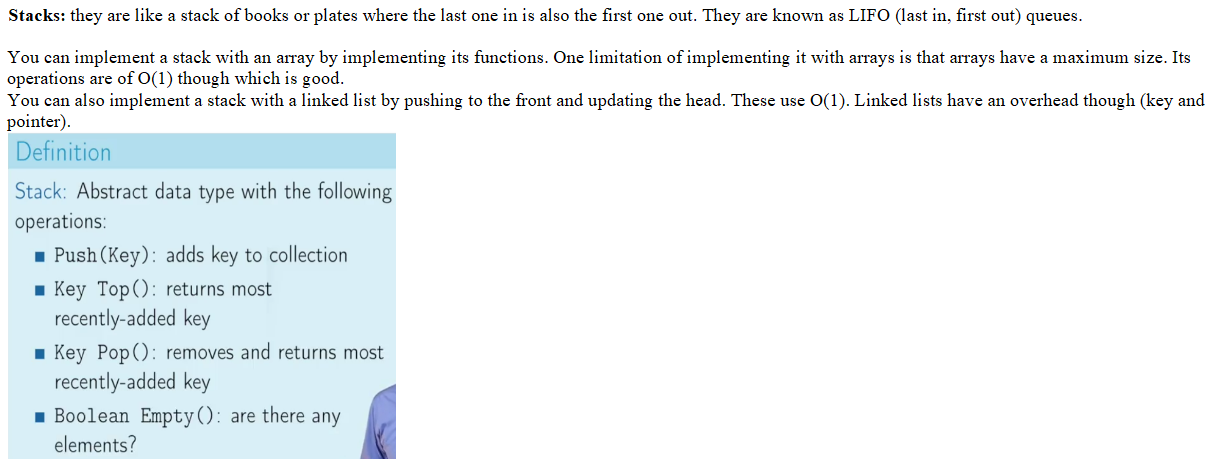 Stacks: they are like a stack of books or plates where the last one in is also the first one out. They are known as LIFO (last in, first out) queues.
You can implement a stack with an array by implementing its functions. One limitation of implementing it with arrays is that arrays have a maximum size. Its
operations are of O(1) though which is good.
You can also implement a stack with a linked list by pushing to the front and updating the head. These use O(1). Linked lists have an overhead though (key and
pointer).
Definition
Stack: Abstract data type with the following
operations:
■ Push(Key): adds key to collection
■ Key Top(): returns most
recently-added key
■ Key Pop(): removes and returns most
recently-added key
■ Boolean Empty(): are there any
elements?